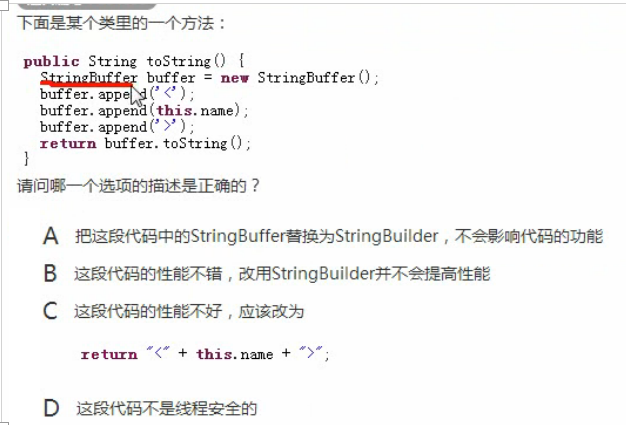 下面是某个类里的一个方法：
public String toString() {
StringBuffer buffer = new StringBuffer();
buffer.append('<');
buffer.append(this.name);
buffer.append('>');
return buffer.toString();
}
请问哪一个选项的描述是正确的？
A 把这段代码中的StringBuffer替换为StringBuilder，不会影响代码的功能
B 这段代码的性能不错，改用StringBuilder并不会提高性能
C 这段代码的性能不好，应该改为
return "<" + this.name + ">";
D 这段代码不是线程安全的